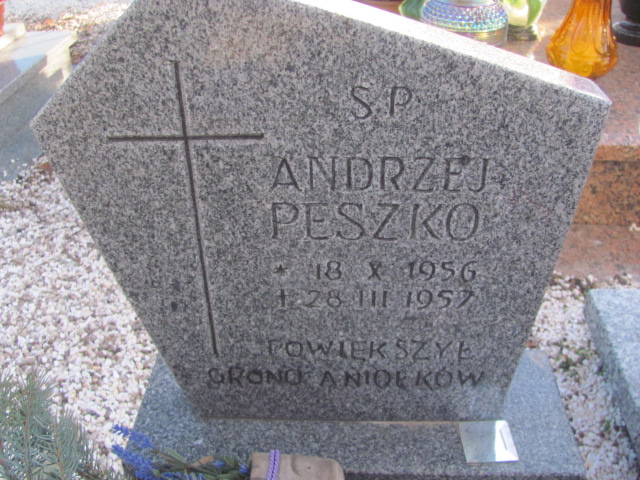 S.P.
ANDRZEJ
PESZKO
* 18 X 1956
† 28 III 1957
POWIĘKSZYŁ
GRONO ANIOŁKÓW